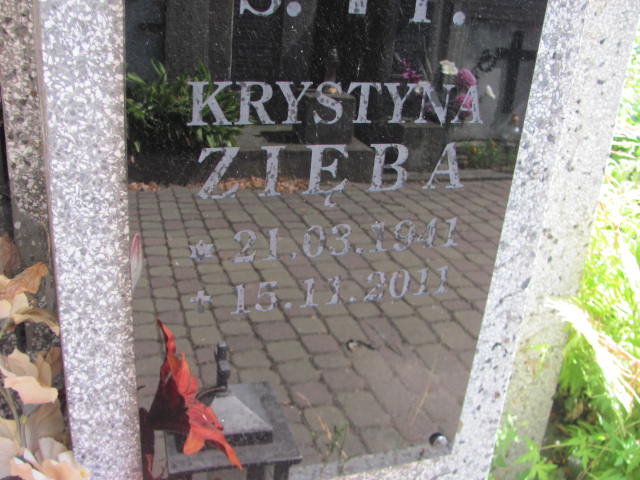 Ś. † P.
KRYSTYNA
ZIĘBA
* 21.03.1941
+ 15.11.2011